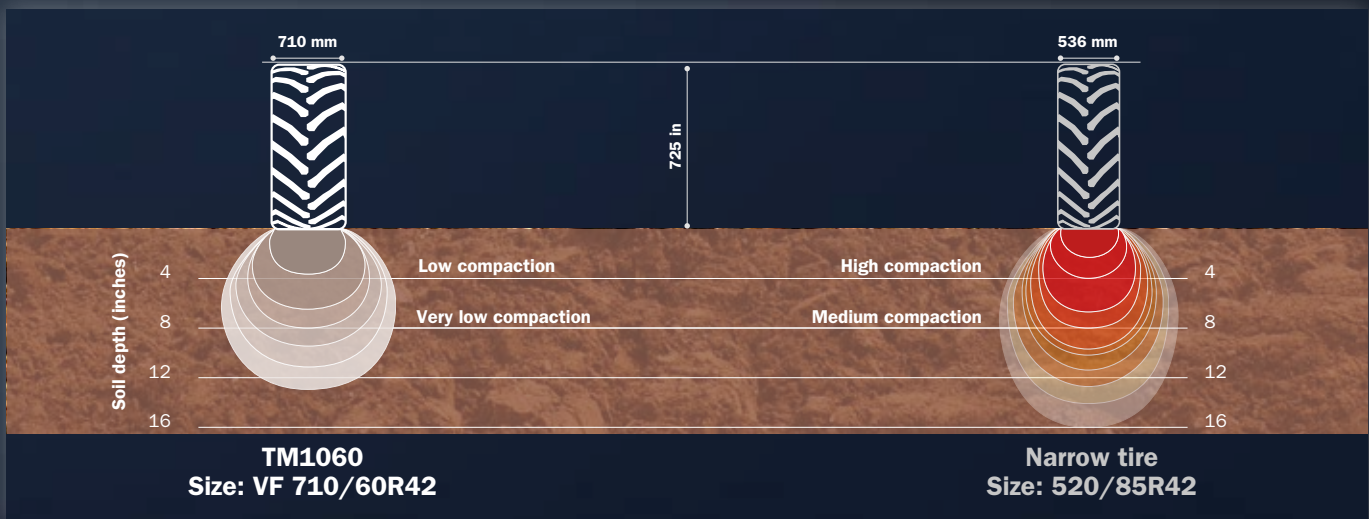 710 mm
536 mm
725 in
Soil depth (inches)
4
Low compaction
High compaction
4
8
Very low compaction
Medium compaction
8
12
12
16
16
TM1060
Size: VF 710/60R42
Narrow tire
Size: 520/85R42